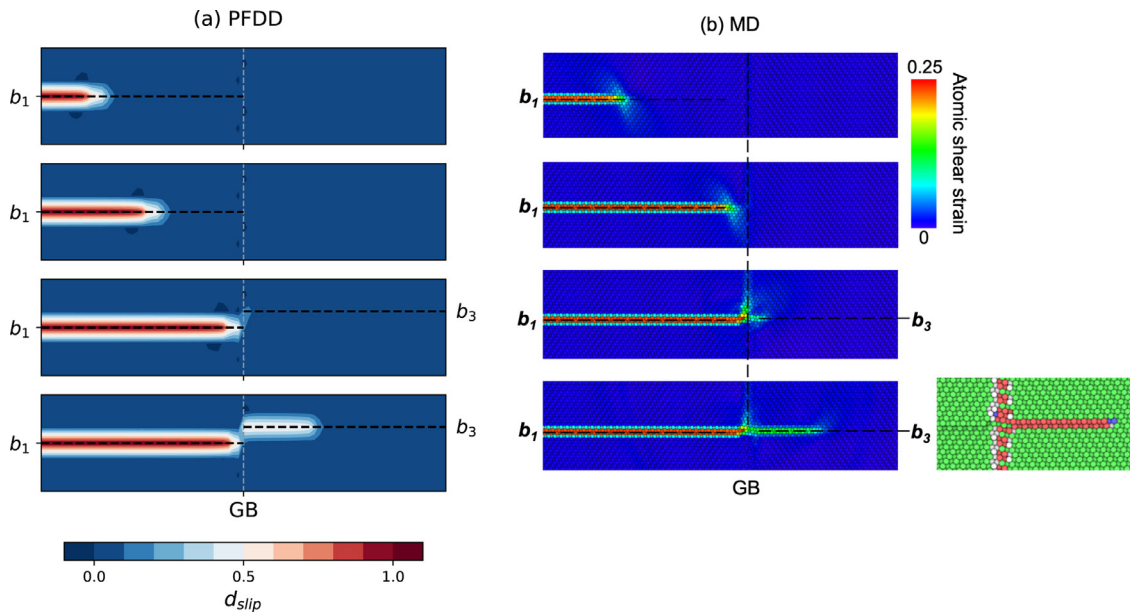 (a) PFDD
b1
b1
b1
b3
b1
b3
GB
0.0 0.5 1.0
dslip
(b) MD
b1
b1
b1
b3
b1
b3
GB
0.25
0
Atomic shear strain